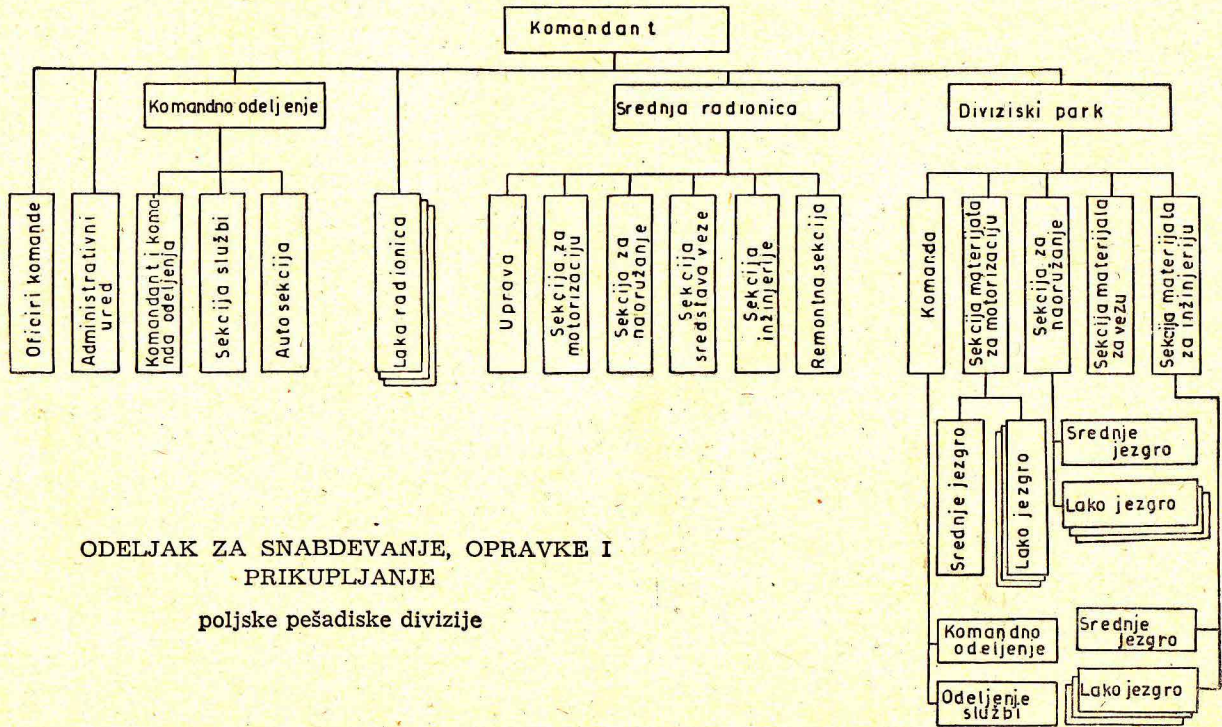 Komandant
Komandno odeljenje
Srednja radionica
Diviziski park
Oficiri komande
Administrativni
ured
Komandant i koma-
nda odeljenja
Sekcija službi
Autosekcija
Laka radionica
Uprava
Sekcija za
motorizaciju
Sekcija za
naoružanje
Sekcija
sredstava veze
Sekcija
inžinjerije
Remontna sekcija
Komanda
Sekcija materijala
za motorizaciju
Sekcija za
naoružanje
Sekcija materijala
za vezu
Sekcija materijala
za inžinjeriju
Srednje jezgro
Lako jezgro
Srednje
jezgro
Lako jezgro
Komandno
odeljenje
Odeljenje
službi
Srednje
jezgro
Lako jezgro
ODELJAK ZA SNABDEVANJE, OPRAVKE I
PRIKUPLJANJE
poljske pešadiske divizije